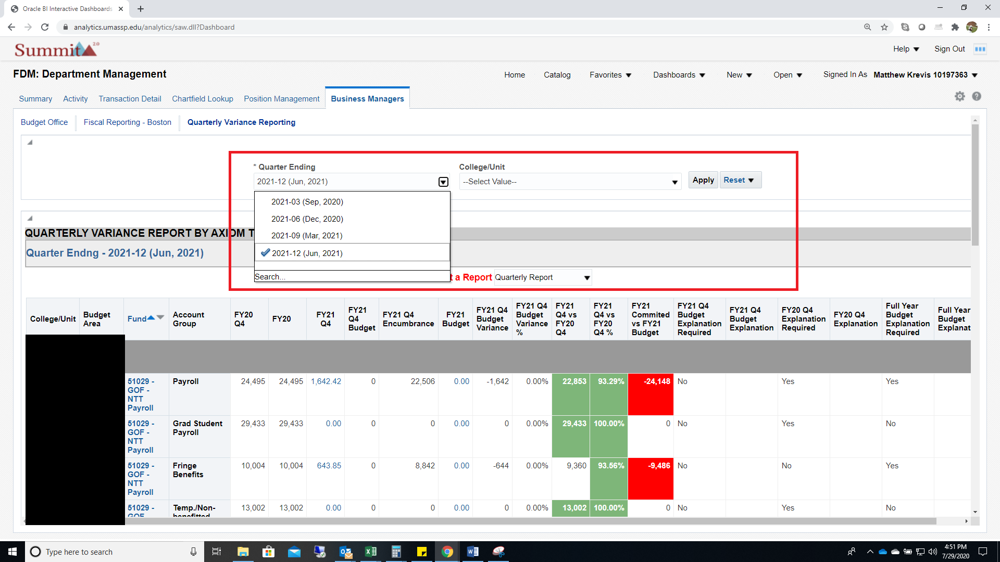 Oracle BI Interactive Dashboards
analytics.umassp.edu/analytics/saw.dll?Dashboard
Summit 2.0
Help
Sign Out
FDM: Department Management
Home
Catalog
Favorites
Dashboards
New
Open
Signed In As Matthew Krevis 10197363
Summary
Activity
Transaction Detail
Chartfield Lookup
Position Management
Business Managers
Budget Office
Fiscal Reporting - Boston
Quarterly Variance Reporting
* Quarter Ending
College/Unit
2021-12 (Jun, 2021)
--Select Value--
Apply
Reset
2021-03 (Sep, 2020)
2021-06 (Dec, 2020)
2021-09 (Mar, 2021)
2021-12 (Jun, 2021)
Search...
QUARTERLY VARIANCE REPORT BY AXIOM T
Quarter Endng - 2021-12 (Jun, 2021)
t a Report Quarterly Report
College/Unit
Budget
Area
Fund
Account
Group
FY20
Q4
FY20
FY21
Q4
FY21
Q4
Budget
FY21 Q4
Encumbrance
FY21
Budget
FY21 Q4
Budget
Variance
FY21 Q4
Budget
Variance
%
FY21
Q4 vs
FY20
Q4
FY21
Q4 vs
FY20
Q4 %
FY21
Commited
vs FY21
Budget
FY21 Q4
Budget
Explanation
Required
FY21 Q4
Budget
Explanation
FY20 Q4
Explanation
Required
FY20 Q4
Explanation
Full Year
Budget
Explanation
Required
Full Year
Budget
Explanat
51029 -
GOF -
NTT
Payroll
Payroll
24,495 24,495 1,642.42 0 22,506 0.00 -1,642 0.00% 22,853 93.29% -24,148 No Yes Yes
51029 -
GOF -
NTT
Payroll
Grad Student
Payroll
29,433 29,433 0.00 0 0 0.00 0 0.00% 29,433 100.00% 0 No Yes No
51029 -
GOF -
NTT
Payroll
Fringe
Benefits
10,004 10,004 643.85 0 8,842 0.00 -644 0.00% 9,360 93.56% -9,486 No No Yes
51029 -
GOF
Temp./Non-
benefitted
13,002 13,002 0.00 0 0 0.00 0 0.00% 13,002 100.00% 0 No Yes No
Type here to search
4:51 PM
7/29/2020